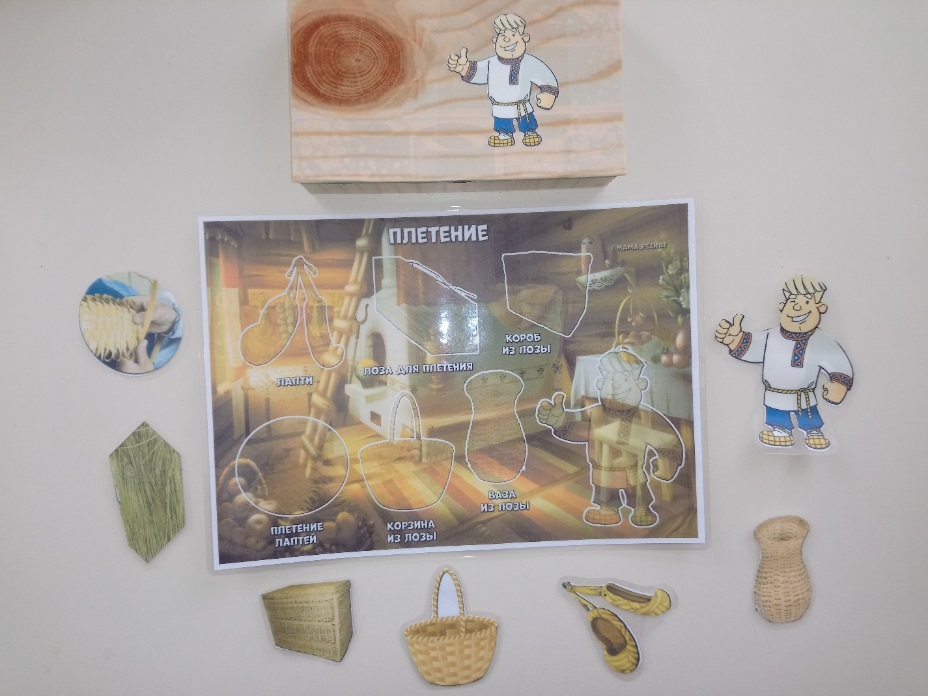 ПЛЕТЕНИЕ
ЛАПТИ
ЛОЗА ДЛЯ ПЛЕТЕНИЯ
КОРОБ
ИЗ ЛОЗЫ
ПЛЕТЕНИЕ
ЛАПТЕЙ
КОРЗИНА
ИЗ ЛОЗЫ
ВАЗА
ИЗ ЛОЗЫ